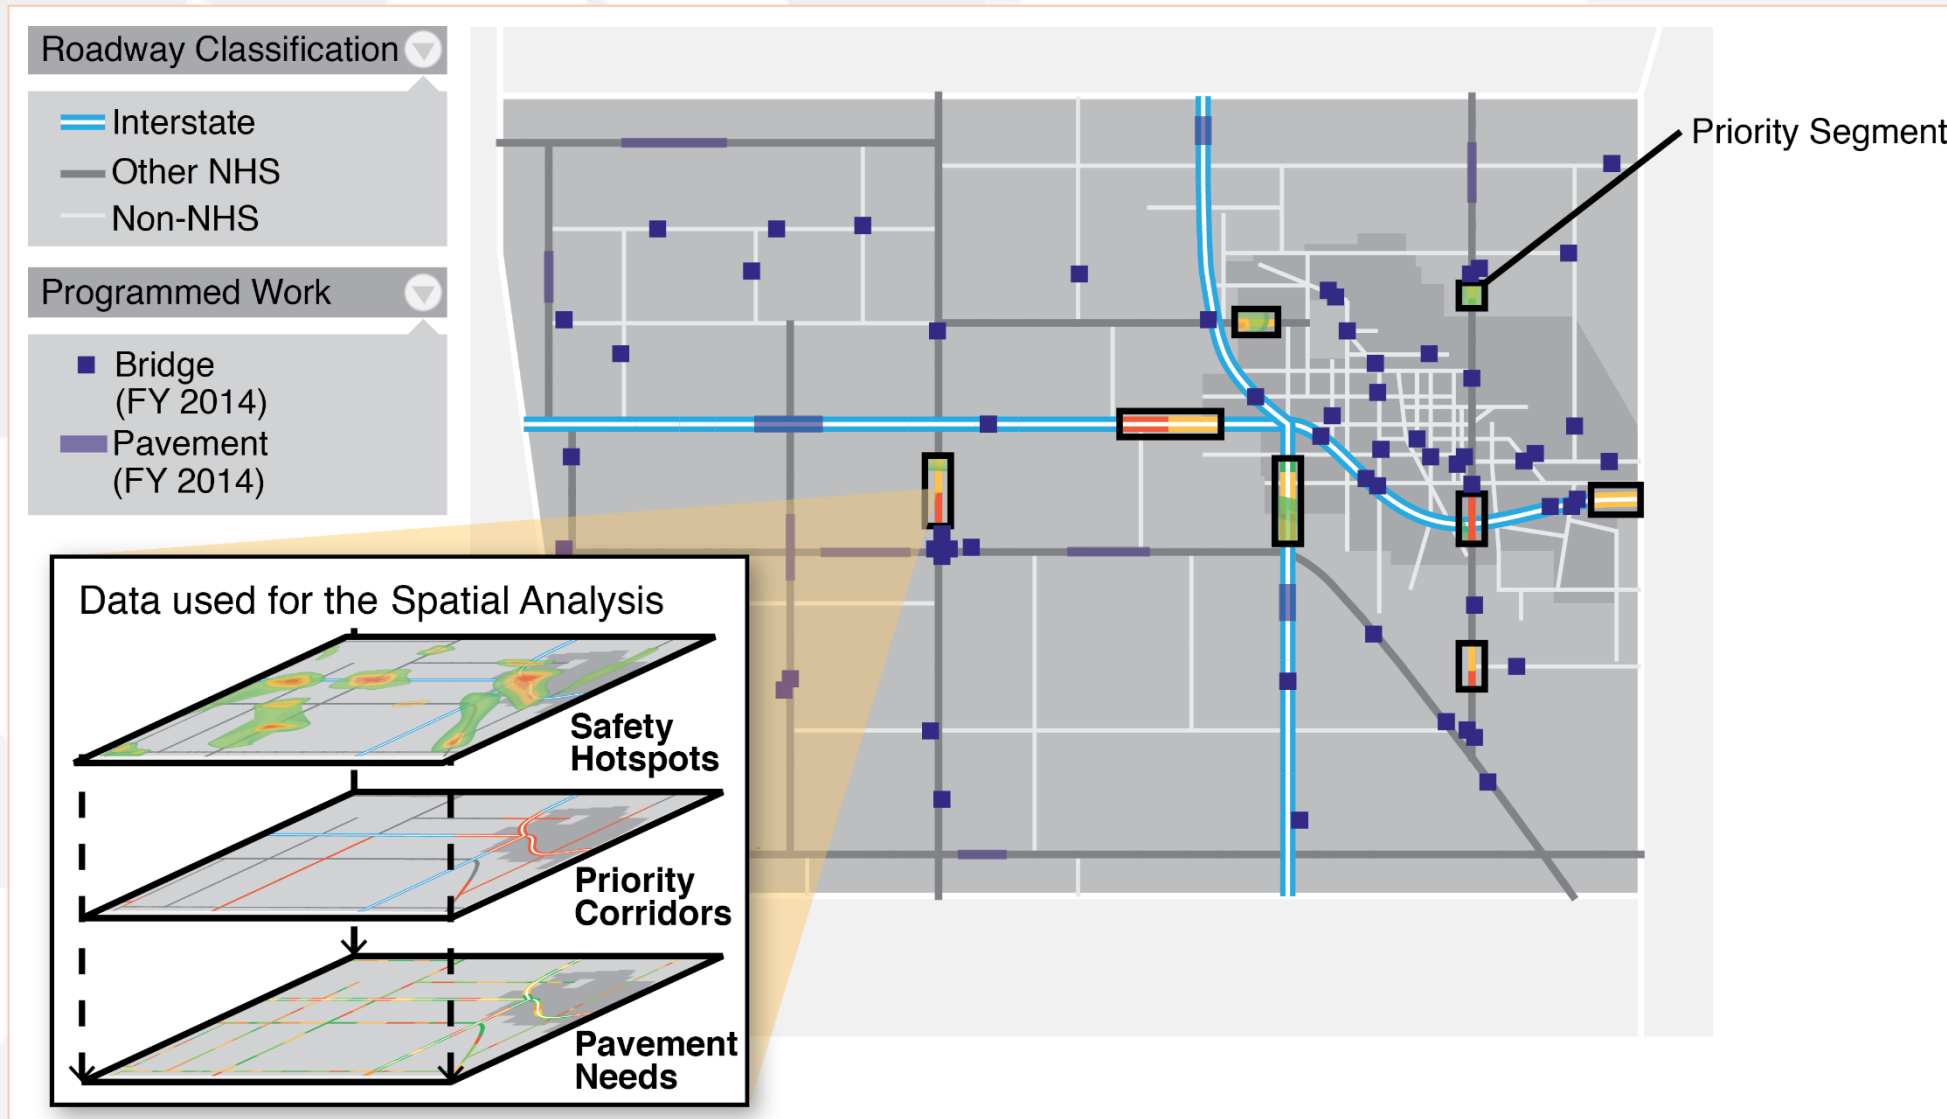 Roadway Classification
Interstate
Other NHS
Non-NHS
Programmed Work
Bridge
(FY 2014)
Pavement
(FY 2014)
Priority Segment
Data used for the Spatial Analysis
Safety
Hotspots
Priority
Corridors
Pavement
Needs